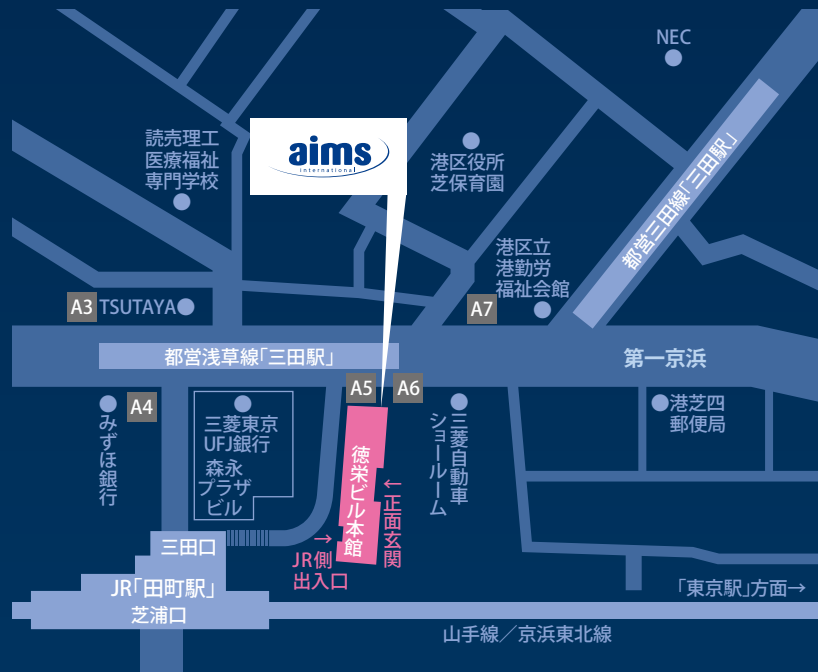 NEC
読売理工
医療福祉
専門学校
aims
international
港区役所
芝保育園
都営三田線「三田駅」
港区立
港勤労
福祉会館
A3
TSUTAYA
A7
都営浅草線「三田駅」
第一京浜
A4
A5
A6
みずほ銀行
三菱東京
UFJ銀行
森永
プラザ
ビル
徳栄ビル本館
←正面玄関
三菱自動車
ショールーム
港芝四
郵便局
→
JR側
出入口
三田口
JR「田町駅」
芝浦口
「東京駅」方面→
山手線／京浜東北線